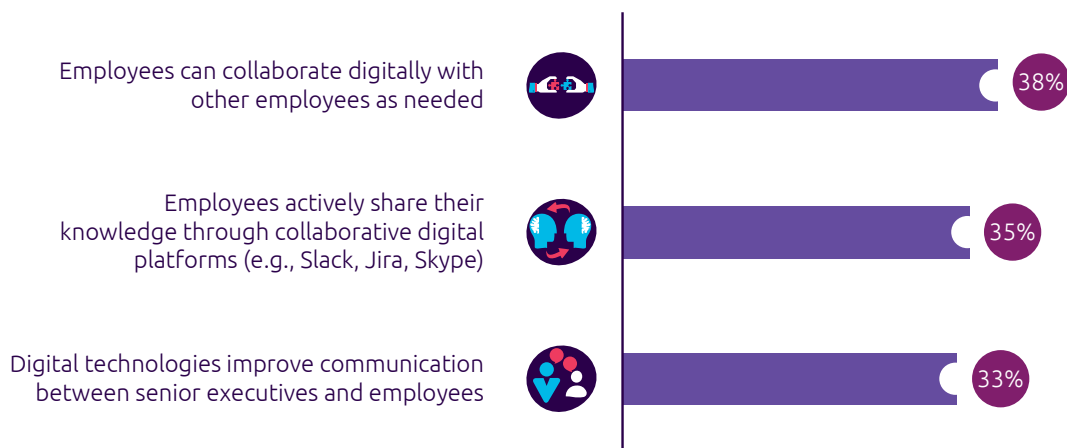 Employees can collaborate digitally with
other employees as needed
38%
Employees actively share their
knowledge through collaborative digital
platforms (e.g., Slack, Jira, Skype)
35%
Digital technologies improve communication
between senior executives and employees
33%